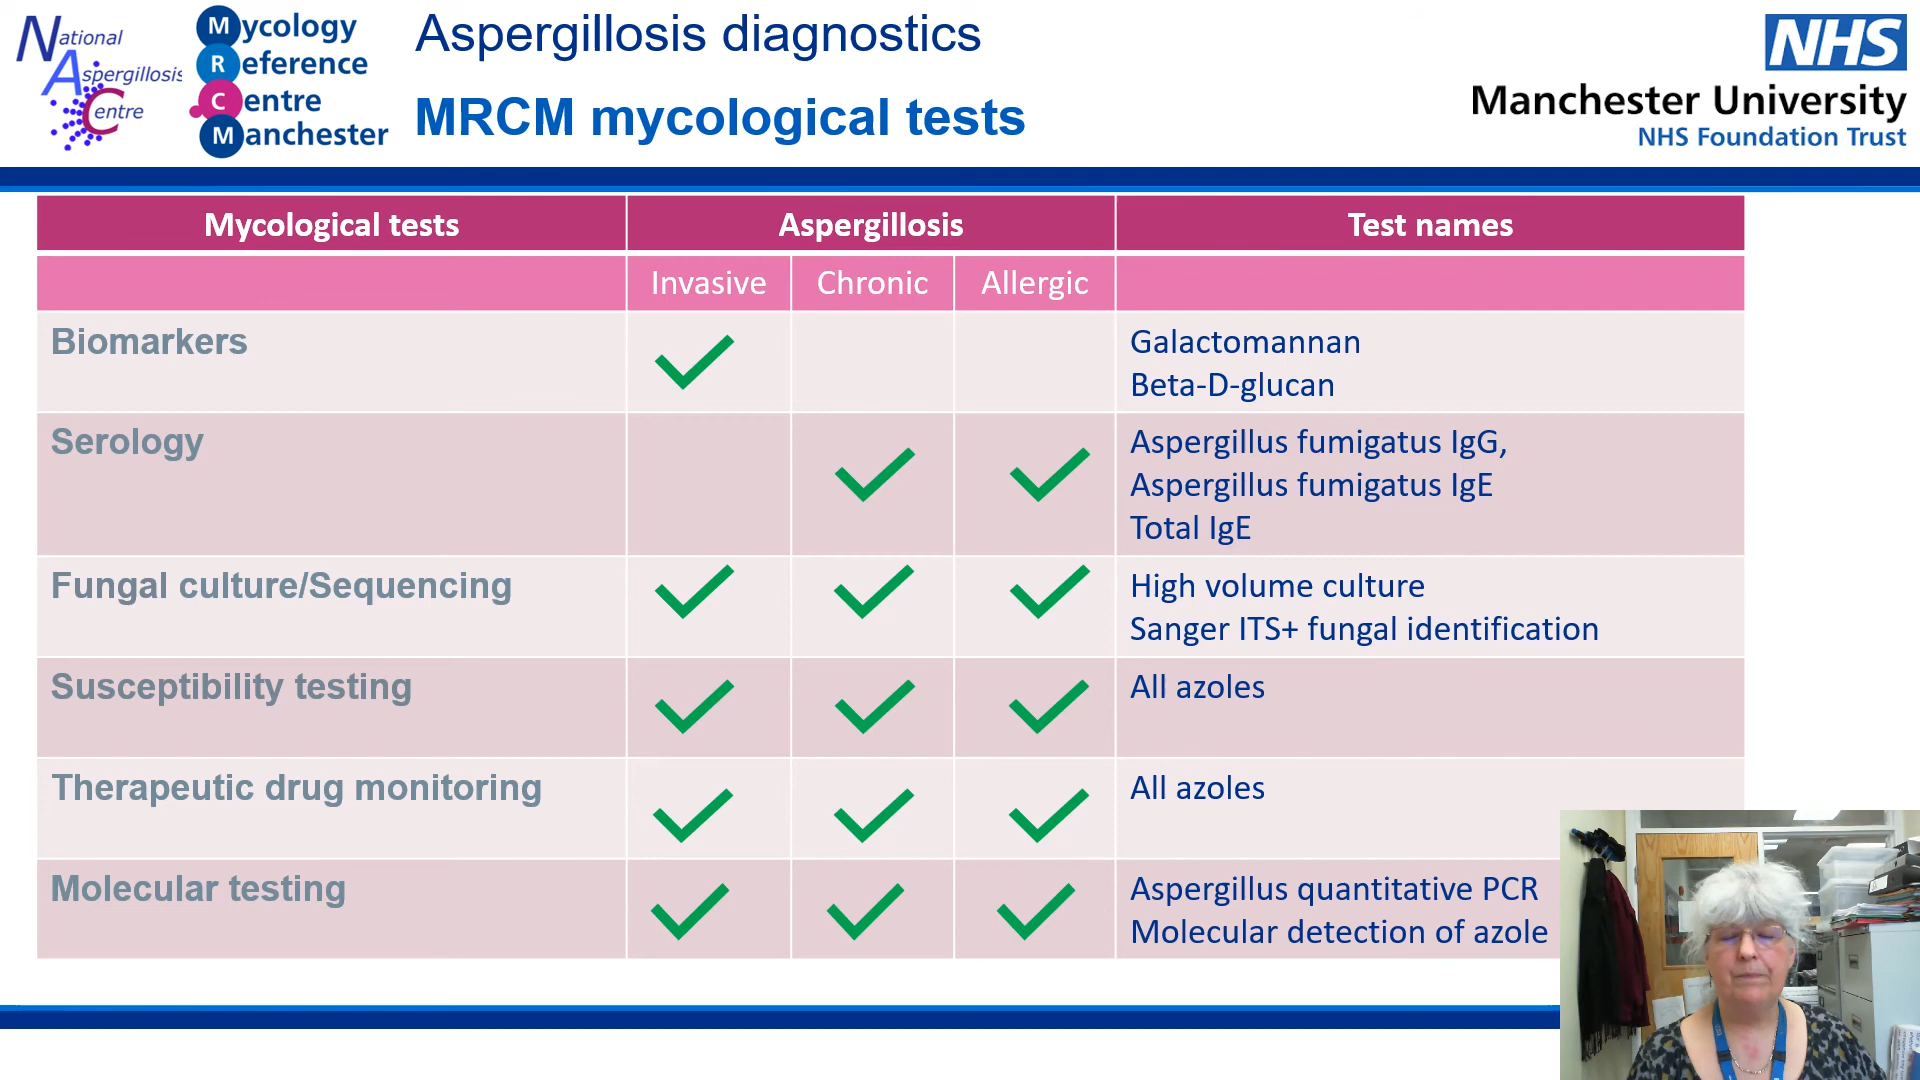 National
Aspergillosis
Centre
Mycology
Reference
Centre
Manchester
Aspergillosis diagnostics
MRCM mycological tests
NHS
Manchester University
NHS Foundation Trust
Mycological tests
Aspergillosis
Test names
Invasive
Chronic
Allergic
Biomarkers
Galactomannan
Beta-D-glucan
Serology
Aspergillus fumigatus IgG,
Aspergillus fumigatus IgE
Total IgE
Fungal culture/Sequencing
High volume culture
Sanger ITS+ fungal identification
Susceptibility testing
All azoles
Therapeutic drug monitoring
All azoles
Molecular testing
Aspergillus quantitative PCR
Molecular detection of azole